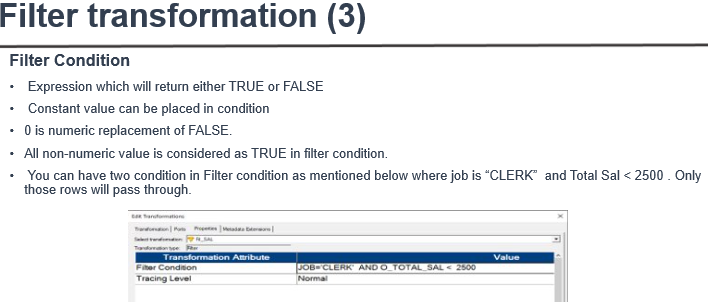 Filter transformation (3)
Filter Condition
• Expression which will return either TRUE or FALSE
• Constant value can be placed in condition
• 0 is numeric replacement of FALSE.
• All non-numeric value is considered as TRUE in filter condition.
• You can have two condition in Filter condition as mentioned below where job is “CLERK”  and Total Sal < 2500 . Only
those rows will pass through.
Edit Transformations
Transformation | Ports | Properties | Metadata Extensions |
Select transformation: FIL_SAL
Transformation type: Filter
Transformation Attribute Value
Filter Condition JOB='CLERK'  AND O_TOTAL_SAL <  2500
Tracing Level Normal